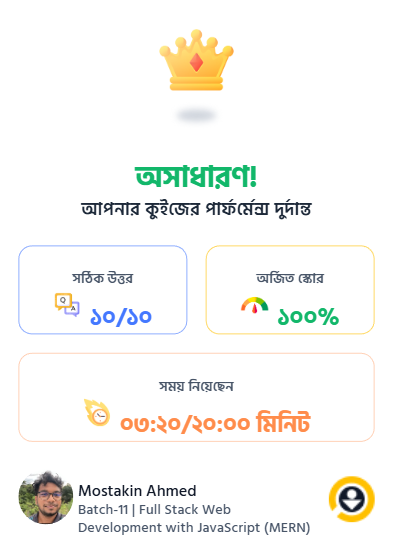 অসাধারণ!
আপনার কুইজের পার্ফর্মেন্স দুর্দান্ত
সঠিক উত্তর
Q A
১০/১০
অর্জিত স্কোর
১০০%
সময় নিয়েছেন
০৩:২০/২০:০০ মিনিট
Mostakin Ahmed
Batch-11 | Full Stack Web
Development with JavaScript (MERN)